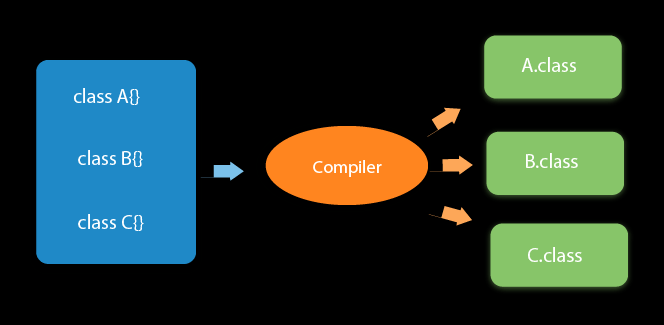 class A{}
class B{}
class C{}
Compiler
A.class
B.class
C.class